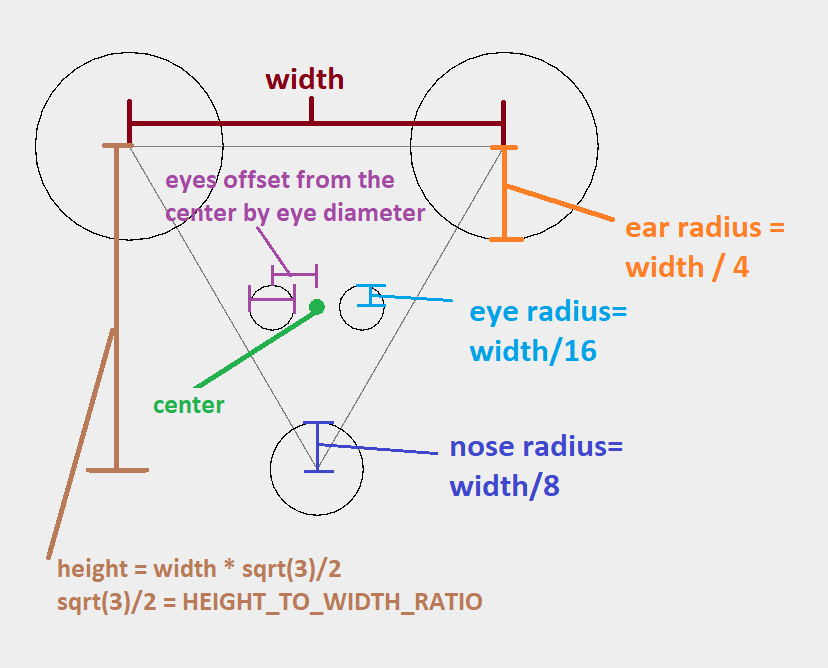 width
eyes offset from the
center by eye diameter
ear radius =
width / 4
eye radius=
width/16
center
nose radius=
width/8
height = width * sqrt(3)/2
sqrt(3)/2 = HEIGHT_TO_WIDTH_RATIO